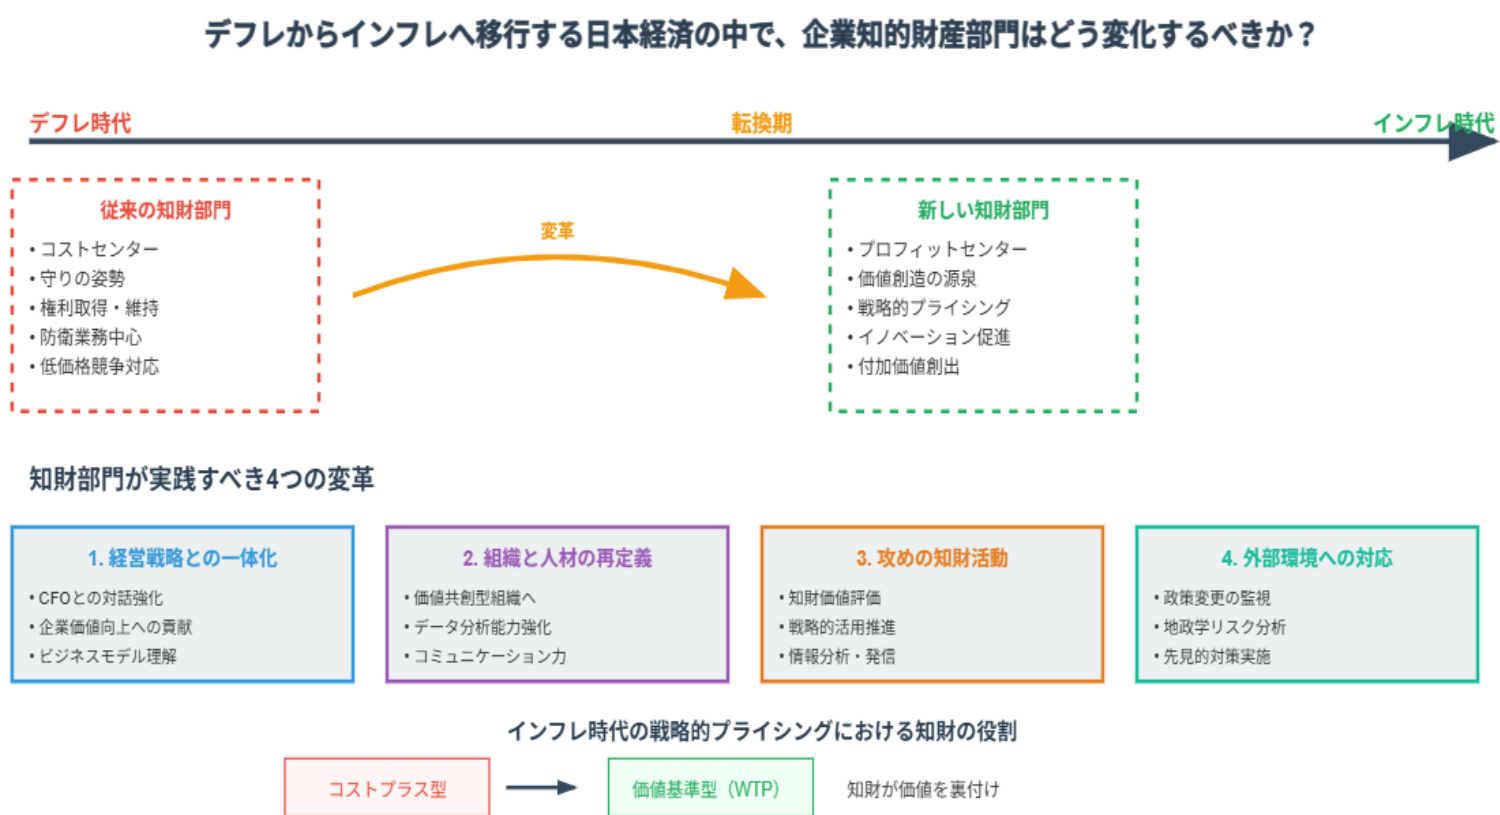 デフレからインフレへ移行する日本経済の中で、企業知的財産部門はどう変化するべきか？
デフレ時代
転換期
インフレ時代
従来の知財部門
• コストセンター
• 守りの姿勢
• 権利取得・維持
• 防衛業務中心
• 低価格競争対応
変革
新しい知財部門
• プロフィットセンター
• 価値創造の源泉
• 戦略的プライシング
• イノベーション促進
• 付加価値創出
知財部門が実践すべき4つの変革
1. 経営戦略との一体化
• CFOとの対話強化
• 企業価値向上への貢献
• ビジネスモデル理解
2. 組織と人材の再定義
• 価値共創型組織へ
• データ分析能力強化
• コミュニケーション力
3. 攻めの知財活動
• 知財価値評価
• 戦略的活用推進
• 情報分析・発信
4. 外部環境への対応
• 政策変更の監視
• 地政学リスク分析
• 先見的対策実施
インフレ時代の戦略的プライシングにおける知財の役割
コストプラス型
価値基準型（WTP）
知財が価値を裏付け